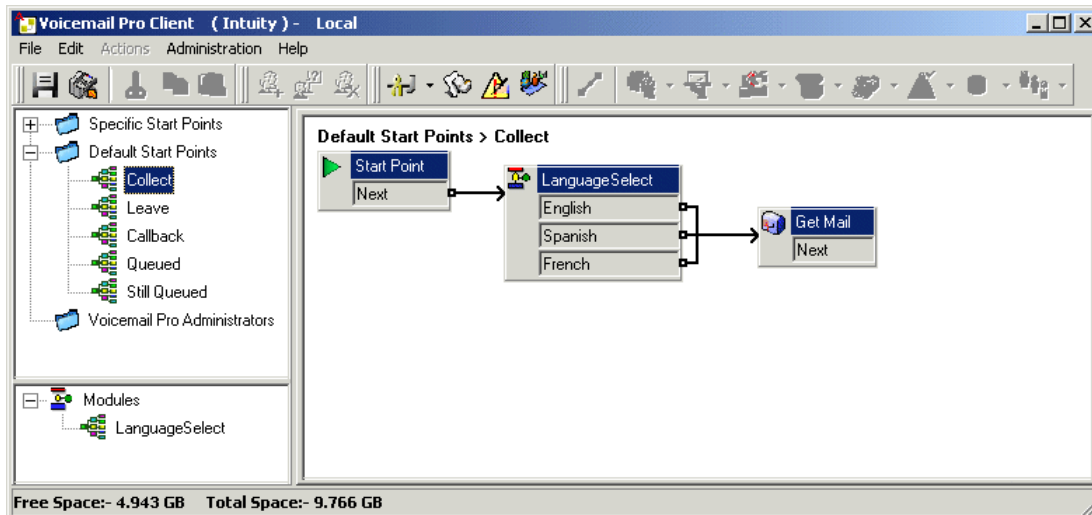 Voicemail Pro Client ( Intuity ) - Local
File Edit Actions Administration Help
Specific Start Points
Default Start Points
Collect
Leave
Callback
Queued
Still Queued
Voicemail Pro Administrators
Modules
LanguageSelect
Default Start Points > Collect
Start Point
Next
LanguageSelect
English
Spanish
French
Get Mail
Next
Free Space:- 4.943 GB Total Space:- 9.766 GB